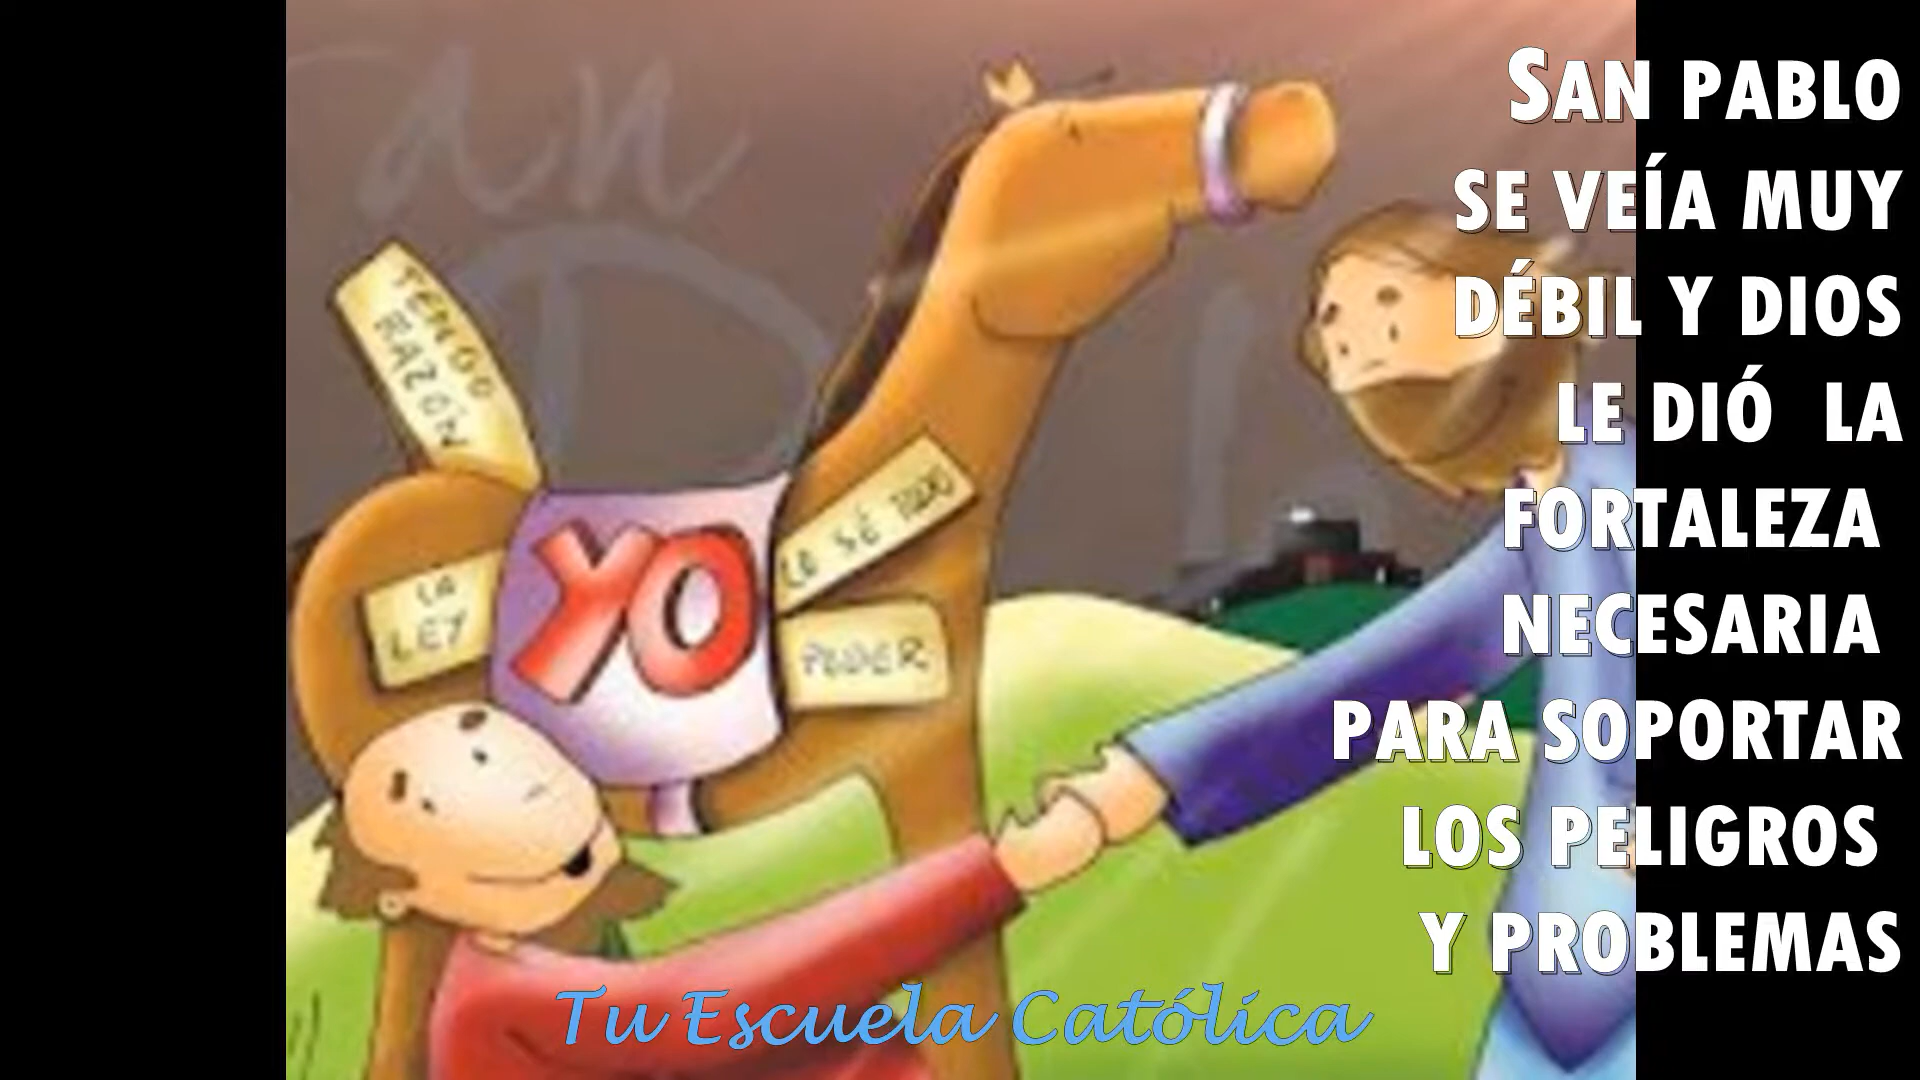 San pablo
se veía muy
débil y Dios
le dió la
fortaleza
necesaria
para soportar
los peligros
y problemas
TENGO
RAZÓN
LA
LEY
YO
LO SÉ TODO
PODER
Tu Escuela Católica